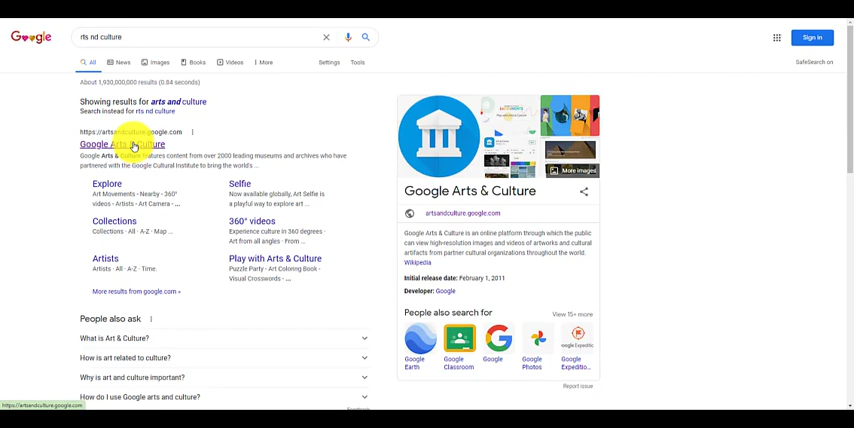 Google
rts nd culture
Sign in
All
News
Images
Books
Videos
More
Settings
Tools
SafeSearch on
About 1,930,000,000 results (0.84 seconds)
Showing results for arts and culture
Search instead for rts nd culture
https://artsandculture.google.com
Google Arts & Culture
Google Arts & Culture features content from over 2000 leading museums and archives who have
partnered with the Google Cultural Institute to bring the world's ...
Explore
Art Movements - Nearby - 360°
videos - Artists - Art Camera - ...
Selfie
Now available globally, Art Selfie is
a playful way to explore art ...
Collections
Collections · All · A-Z · Map ...
360° videos
Experience culture in 360 degrees ·
Art from all angles · From ...
Artists
Artists · All · A-Z · Time.
Play with Arts & Culture
Puzzle Party - Art Coloring Book -
Visual Crosswords - ...
More results from google.com »
People also ask
What is Art & Culture?
How is art related to culture?
Why is art and culture important?
How do I use Google arts and culture?
https://artsandculture.google.com
More images
Google Arts & Culture
artsandculture.google.com
Google Arts & Culture is an online platform through which the public
can view high-resolution images and videos of artworks and cultural
artifacts from partner cultural organizations throughout the world.
Wikipedia
Initial release date: February 1, 2011
Developer: Google
People also search for
View 15+ more
Google Earth
Google Classroom
Google
Google Photos
Google Expeditio...
Report issue